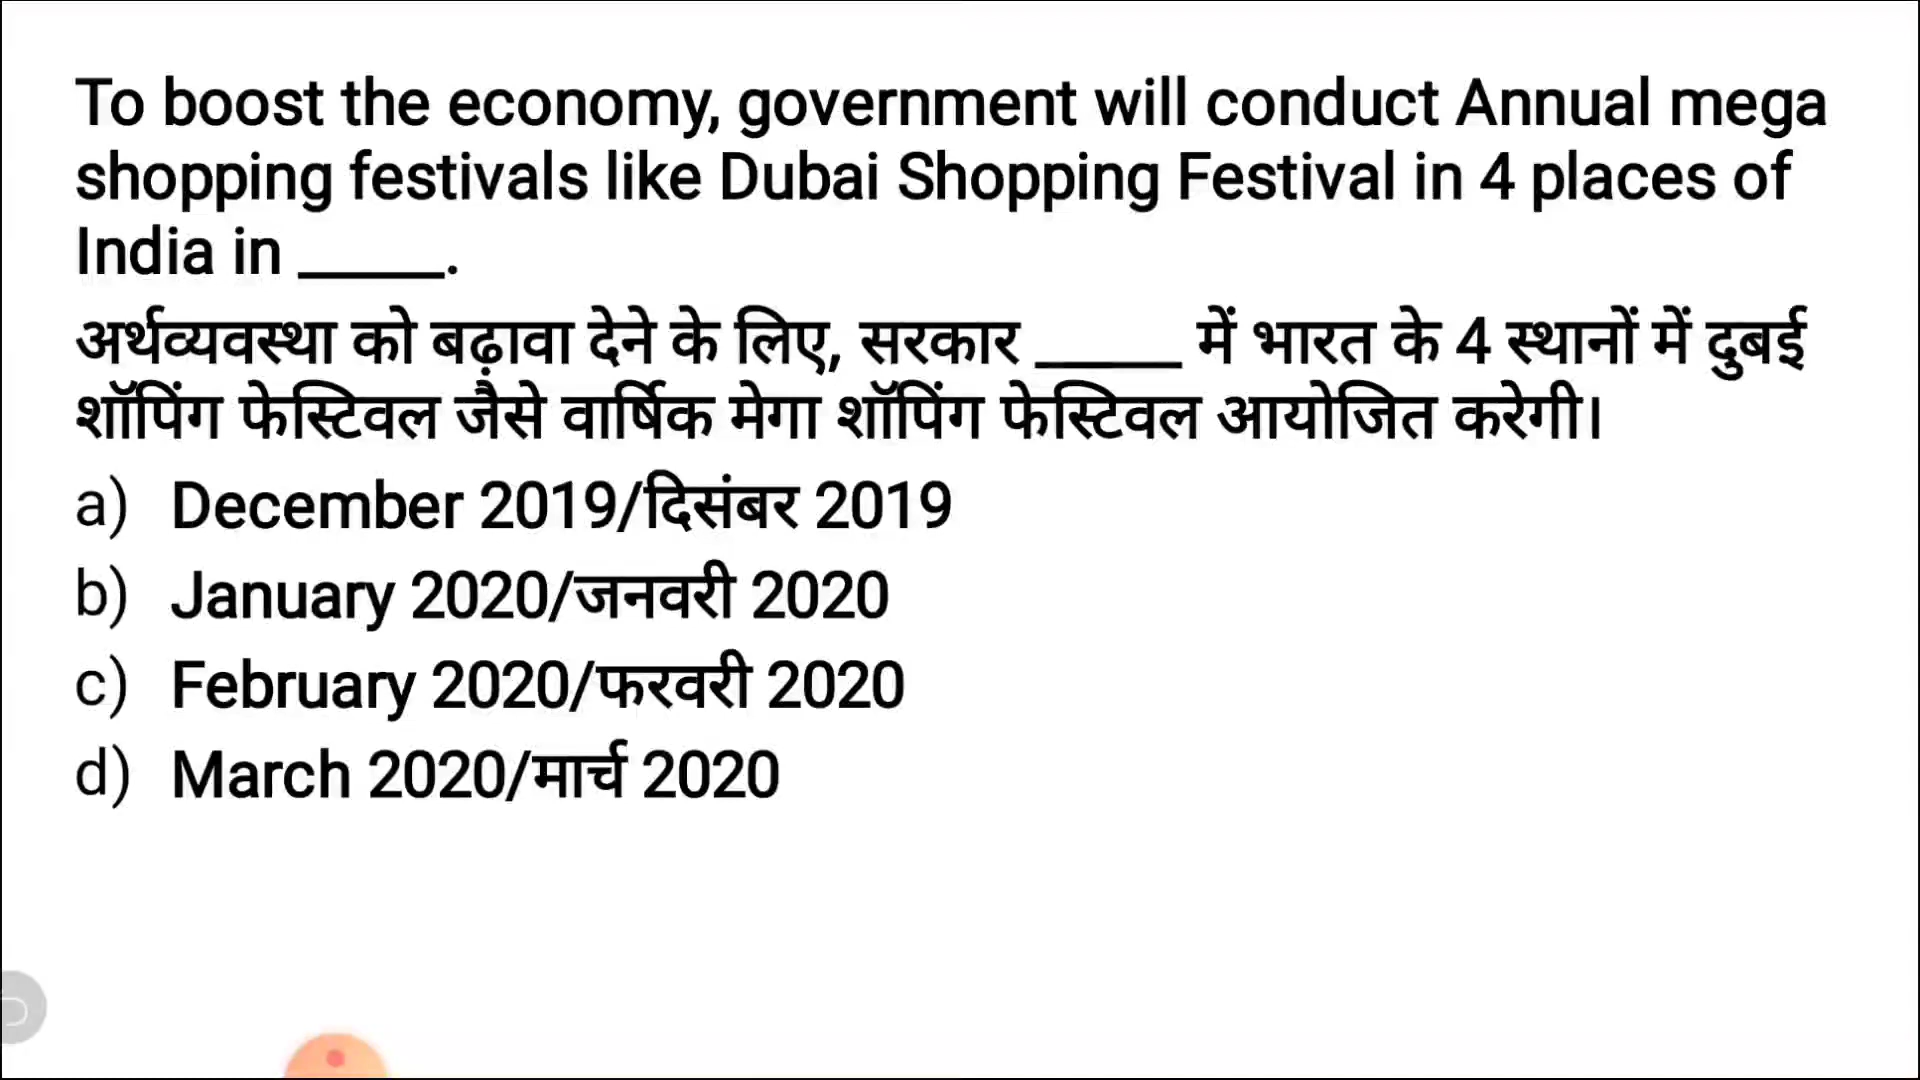 To boost the economy, government will conduct Annual mega
shopping festivals like Dubai Shopping Festival in 4 places of
India in _____.
अर्थव्यवस्था को बढ़ावा देने के लिए, सरकार _____ में भारत के 4 स्थानों में दुबई
शॉपिंग फेस्टिवल जैसे वार्षिक मेगा शॉपिंग फेस्टिवल आयोजित करेगी।
a) December 2019/दिसंबर 2019
b) January 2020/जनवरी 2020
c) February 2020/फरवरी 2020
d) March 2020/मार्च 2020